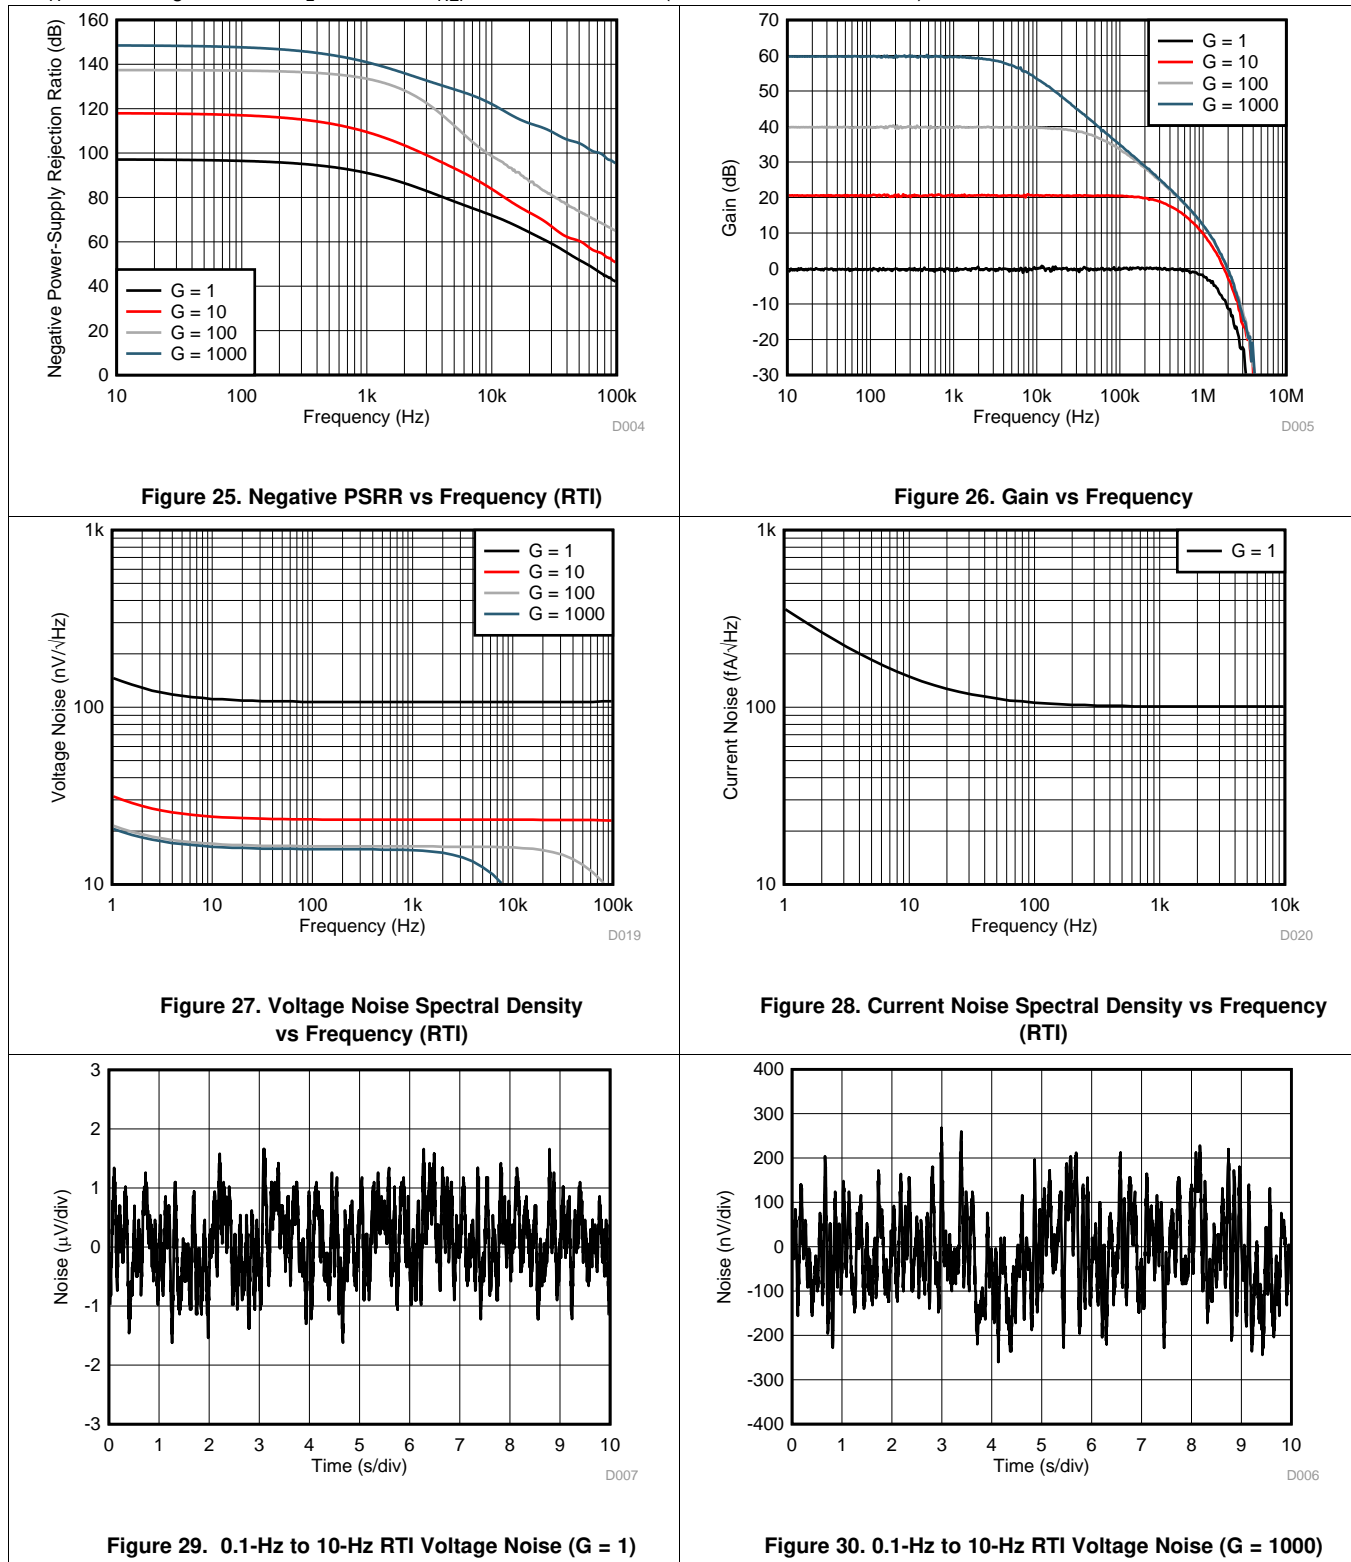 160
140
120
100
80
60
40
20
0
Negative Power-Supply Rejection Ratio (dB)
G = 1
G = 10
G = 100
G = 1000
10 100 1k 10k 100k
Frequency (Hz)
D004
Figure 25. Negative PSRR vs Frequency (RTI)
70
60
50
40
30
20
10
0
-10
-20
-30
Gain (dB)
G = 1
G = 10
G = 100
G = 1000
10 100 1k 10k 100k 1M 10M
Frequency (Hz)
D005
Figure 26. Gain vs Frequency
1k
100
10
Voltage Noise (nV/√Hz)
G = 1
G = 10
G = 100
G = 1000
1 10 100 1k 10k 100k
Frequency (Hz)
D019
Figure 27. Voltage Noise Spectral Density
vs Frequency (RTI)
1k
100
10
Current Noise (fA/√Hz)
G = 1
1 10 100 1k 10k
Frequency (Hz)
D020
Figure 28. Current Noise Spectral Density vs Frequency
(RTI)
3
2
1
0
-1
-2
-3
Noise (µV/div)
0 1 2 3 4 5 6 7 8 9 10
Time (s/div)
D007
Figure 29. 0.1-Hz to 10-Hz RTI Voltage Noise (G = 1)
400
300
200
100
0
-100
-200
-300
-400
Noise (nV/div)
0 1 2 3 4 5 6 7 8 9 10
Time (s/div)
D006
Figure 30. 0.1-Hz to 10-Hz RTI Voltage Noise (G = 1000)